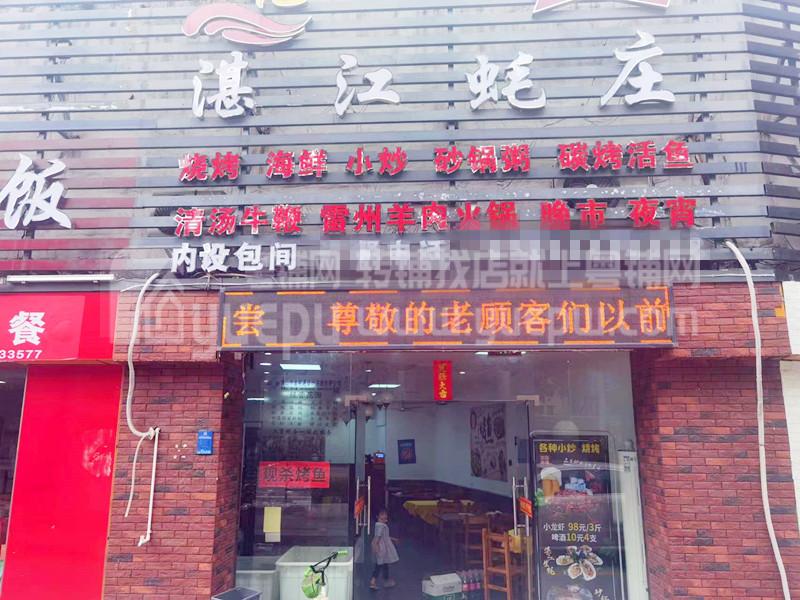 湛江蚝庄
烧烤 海鲜 小炒 砂锅粥 碳烤活鱼
清汤牛鞭 雷州羊肉火锅 晚市 夜宵
内设包间
饭
餐
33577
尝 尊敬的老顾客们以前
现杀烤鱼
各种小炒 烧烤
小龙虾 98元/3斤
啤酒10元4支